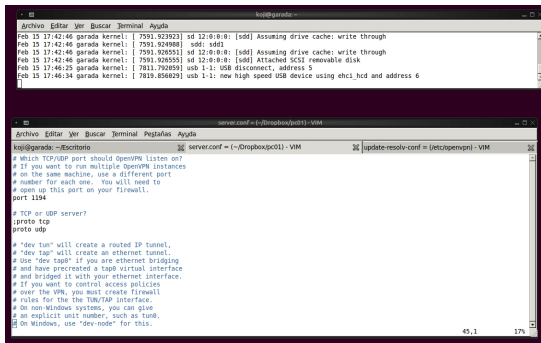 koji@garada: ~
Archivo Editar Ver Buscar Terminal Ayuda
Feb 15 17:42:46 garada kernel: [ 7591.923923] sd 12:0:0:0: [sdd] Assuming drive cache: write through
Feb 15 17:42:46 garada kernel: [ 7591.924988]  sdd: sdd1
Feb 15 17:42:46 garada kernel: [ 7591.926551] sd 12:0:0:0: [sdd] Assuming drive cache: write through
Feb 15 17:42:46 garada kernel: [ 7591.926555] sd 12:0:0:0: [sdd] Attached SCSI removable disk
Feb 15 17:46:25 garada kernel: [ 7811.792059] usb 1-1: USB disconnect, address 5
Feb 15 17:46:34 garada kernel: [ 7819.856029] usb 1-1: new high speed USB device using ehci_hcd and address 6
server.conf = (~/Dropbox/pc01) - VIM
Archivo Editar Ver Buscar Terminal Pestañas Ayuda
koji@garada: ~/Escritorio
server.conf = (~/Dropbox/pc01) - VIM
update-resolv-conf = (/etc/openvpn) - VIM
# Which TCP/UDP port should OpenVPN listen on?
# If you want to run multiple OpenVPN instances
# on the same machine, use a different port
# number for each one.  You will need to
# open up this port on your firewall.
port 1194
# TCP or UDP server?
;proto tcp
proto udp
# "dev tun" will create a routed IP tunnel,
# "dev tap" will create an ethernet tunnel.
# Use "dev tap0" if you are ethernet bridging
# and have precreated a tap0 virtual interface
# and bridged it with your ethernet interface.
# If you want to control access policies
# over the VPN, you must create firewall
# rules for the the TUN/TAP interface.
# On non-Windows systems, you can give
# an explicit unit number, such as tun0.
# On Windows, use "dev-node" for this.
45,1 17%